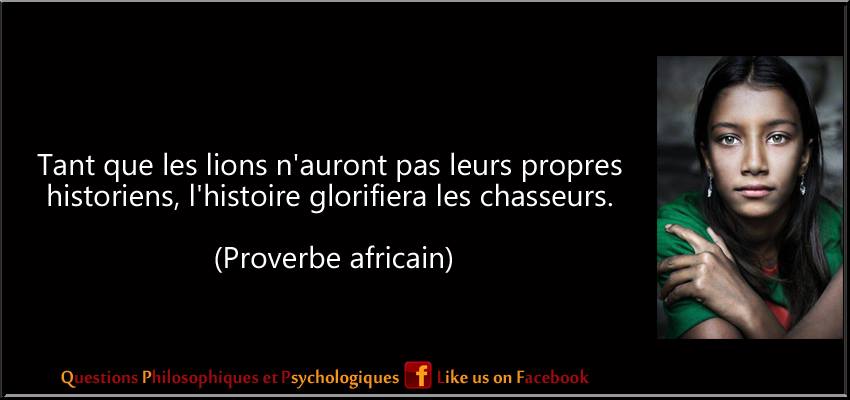 Tant que les lions n'auront pas leurs propres
historiens, l'histoire glorifiera les chasseurs.
(Proverbe africain)
Questions Philosophiques et Psychologiques f Like us on Facebook